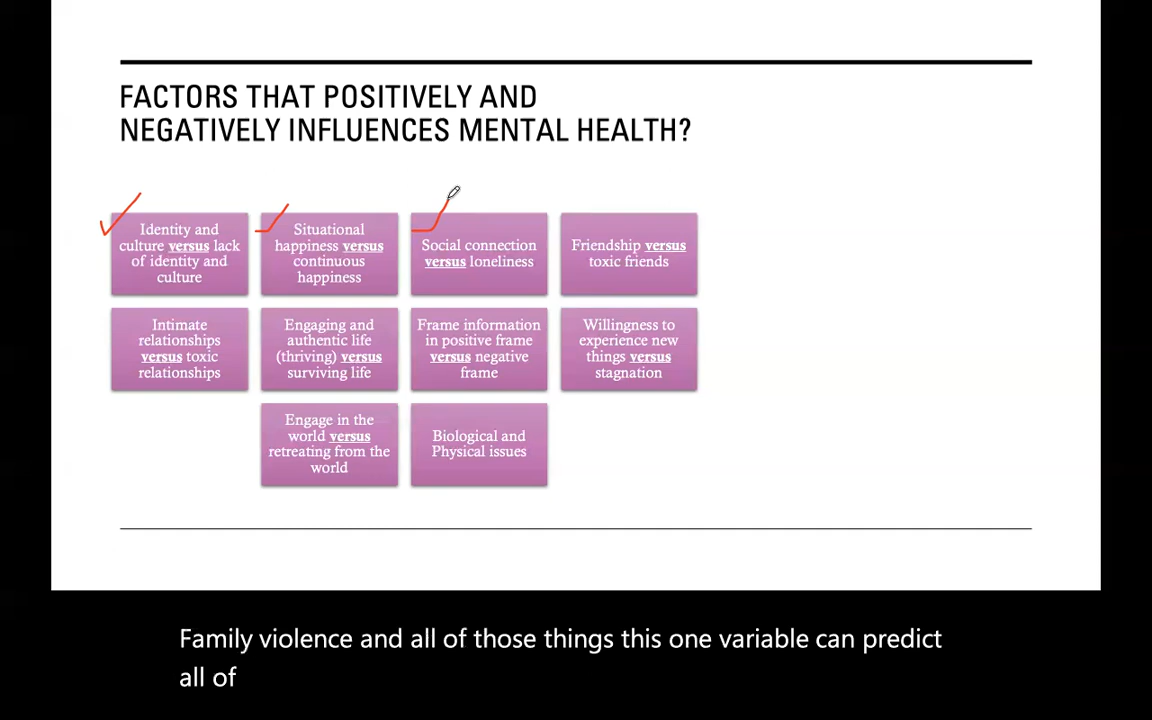 FACTORS THAT POSITIVELY AND
NEGATIVELY INFLUENCES MENTAL HEALTH?
Identity and
culture versus lack
of identity and
culture
Situational
happiness versus
continuous
happiness
Social connection
versus loneliness
Friendship versus
toxic friends
Intimate
relationships
versus toxic
relationships
Engaging and
authentic life
(thriving) versus
surviving life
Frame information
in positive frame
versus negative
frame
Willingness to
experience new
things versus
stagnation
Engage in the
world versus
retreating from the
world
Biological and
Physical issues
Family violence and all of those things this one variable can predict
all of